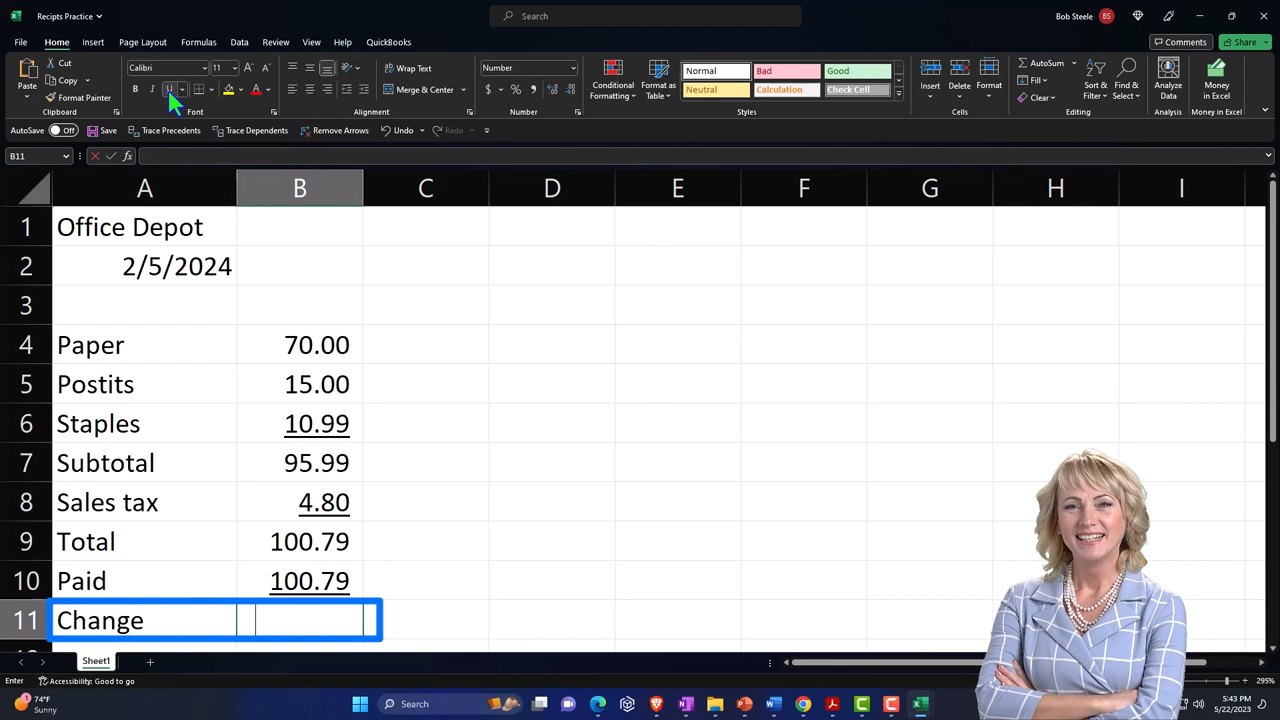 Recipts Practice
Search
Bob Steele BS
File Home Insert Page Layout Formulas Data Review View Help QuickBooks
Comments Share
Paste Cut Copy Format Painter Clipboard
Calibri 11 A A B I U A Font
Wrap Text Merge & Center Alignment
Number $ % Number
Conditional Formatting Format as Table
Normal Bad Good
Neutral Calculation Check Cell
Styles
Insert Delete Format Cells
AutoSum Fill Clear Sort & Filter Find & Select Editing
Analyze Data Analysis
Money in Excel Money in Excel
AutoSave Off Save Trace Precedents Trace Dependents Remove Arrows Undo Redo
B11 fx
A B C D E F G H I
1 Office Depot
2 2/5/2024
3
4 Paper 70.00
5 Postits 15.00
6 Staples 10.99
7 Subtotal 95.99
8 Sales tax 4.80
9 Total 100.79
10 Paid 100.79
11 Change
Sheet1
Enter Accessibility: Good to go 295%
74°F
Sunny
Search
5:43 PM
5/22/2023